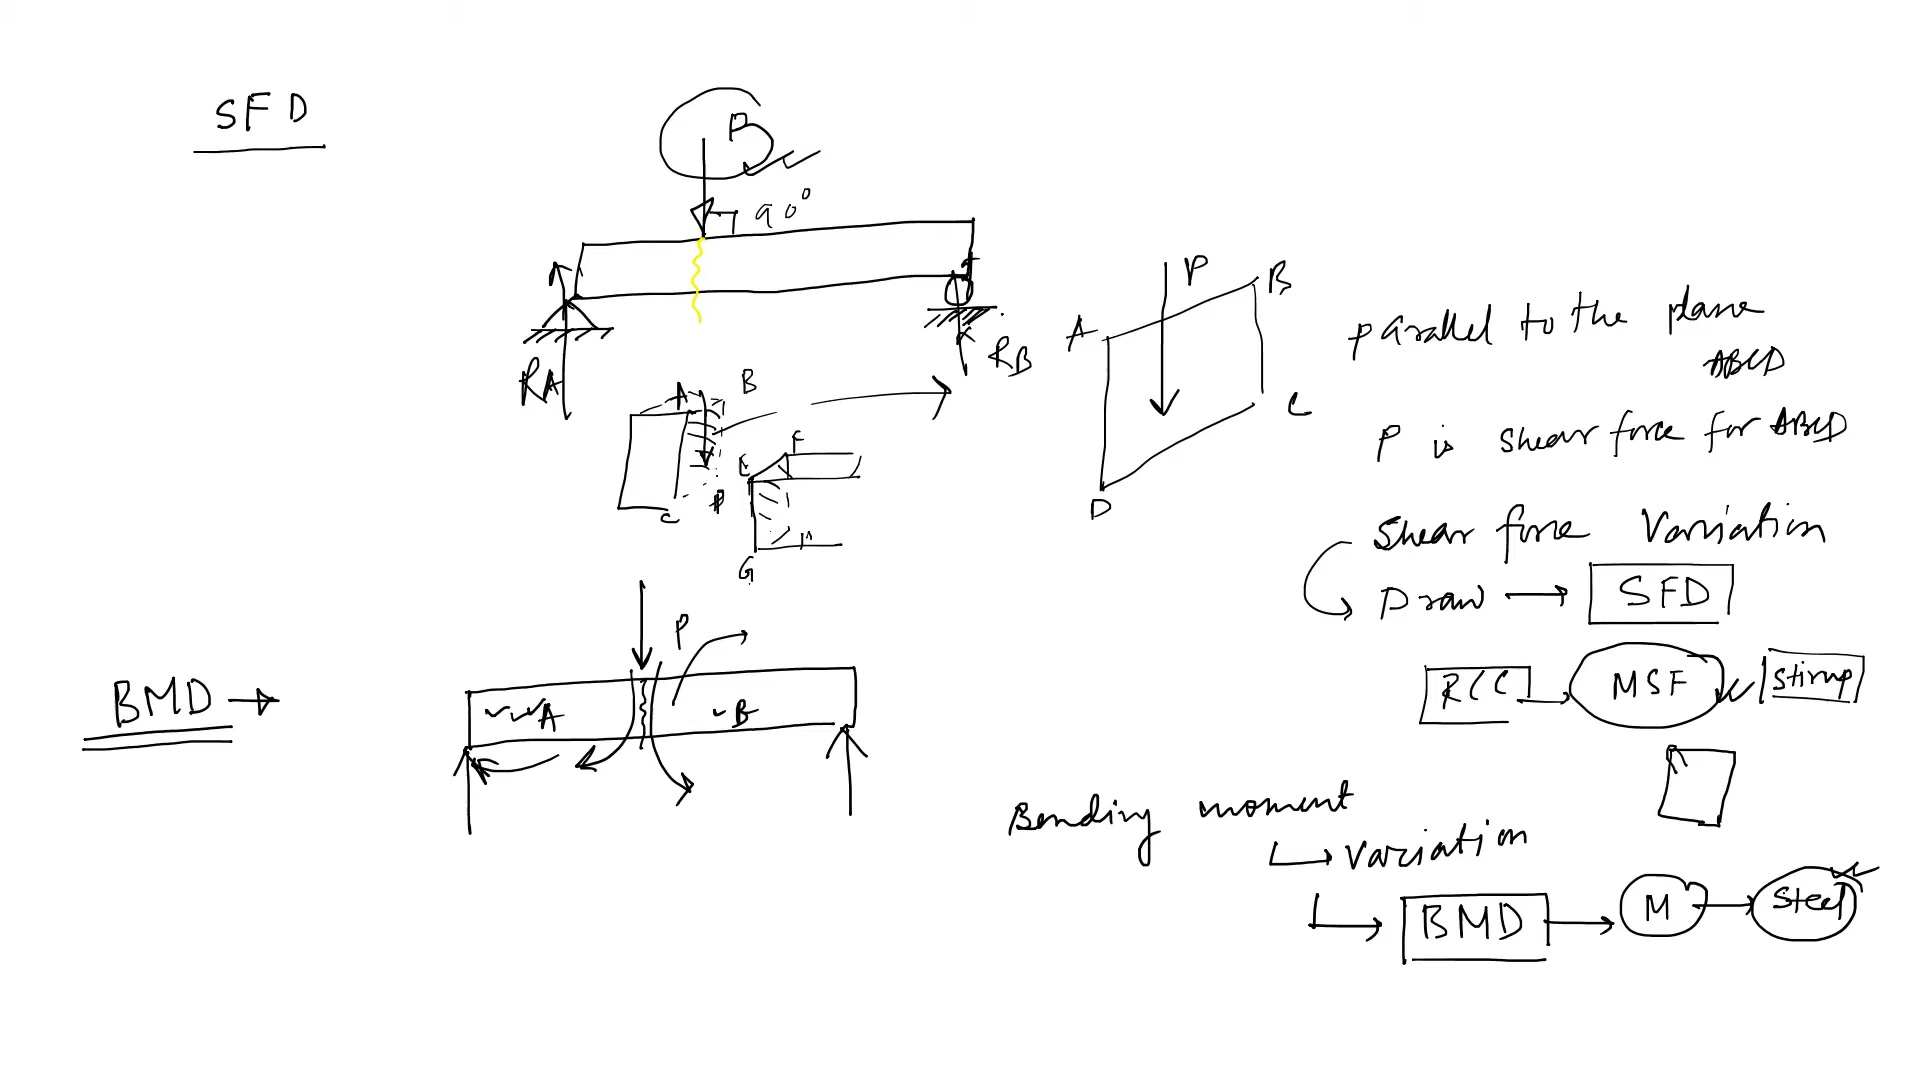 SFD
P
90°
RA
RB
A
B
C
E
F
G
P
A
B
C
D
parallel to the plane
ABCD
P is shear force for ABCD
Shear force Variation
Draw → SFD
RCC → MSF Stirrup
BMD →
P
A
B
Bending moment
↳ Variation
↳ BMD → M → Steel